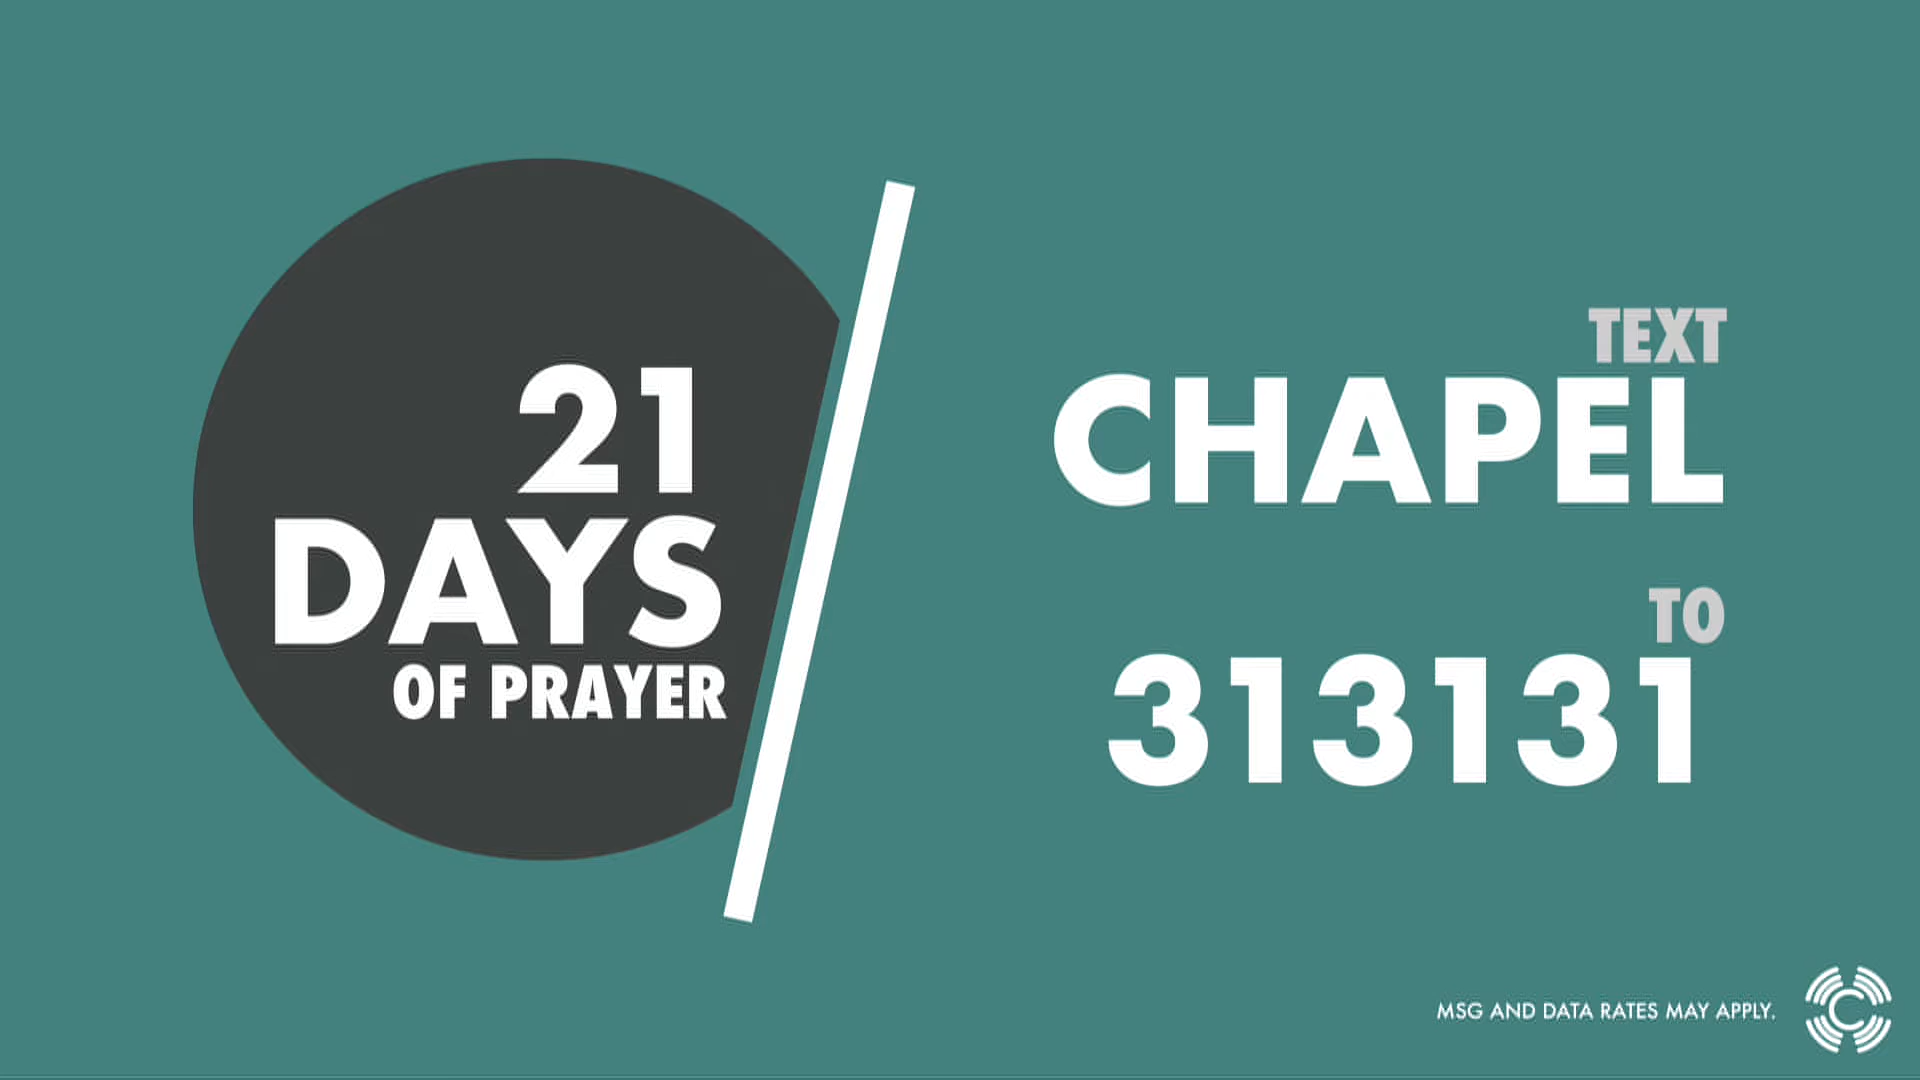 21
DAYS
OF PRAYER
TEXT
CHAPEL
TO
313131
MSG AND DATA RATES MAY APPLY.
C